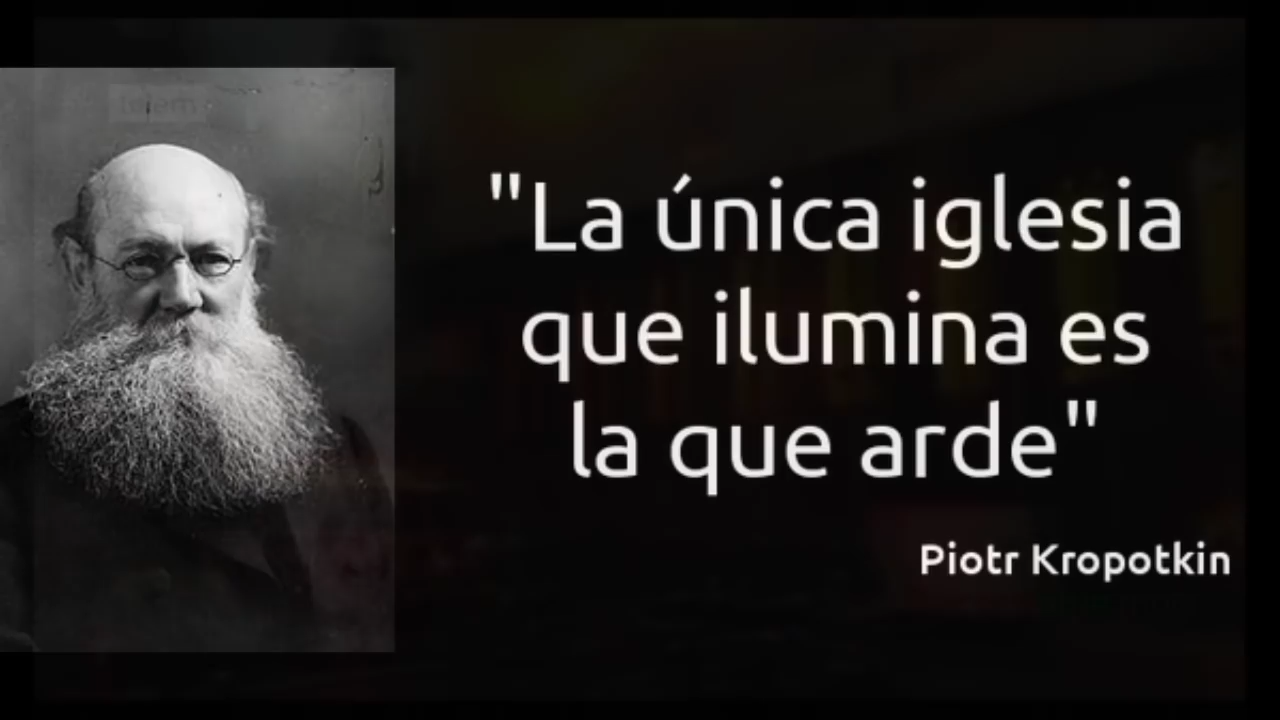 "La única iglesia
que ilumina es
la que arde"
Piotr Kropotkin